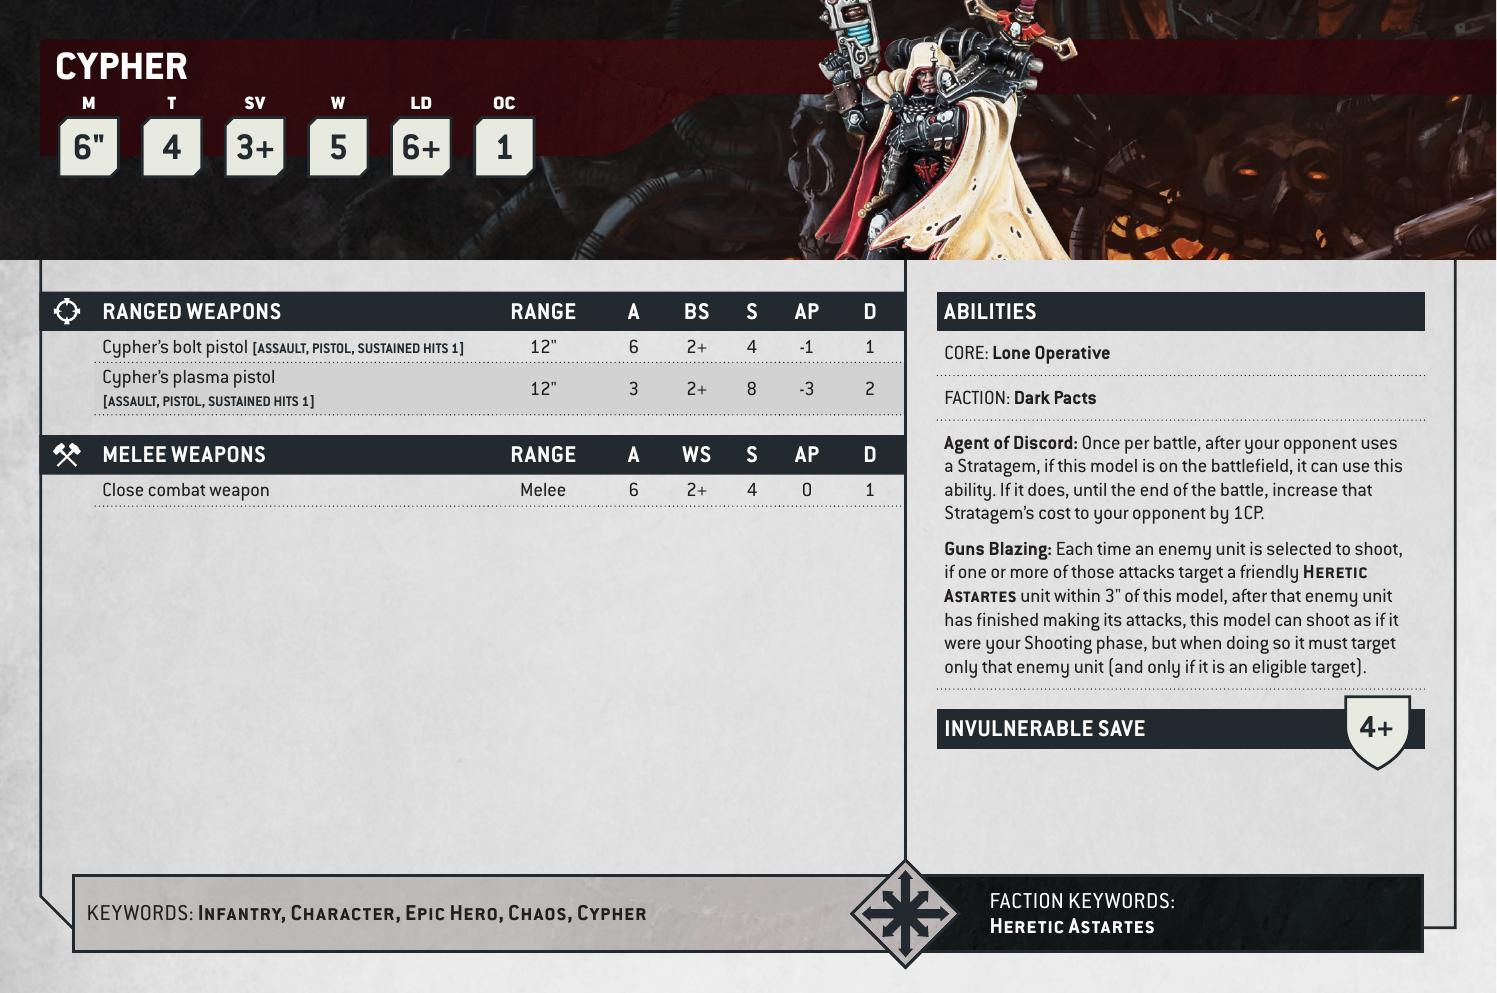 CYPHER
M T SV W LD OC
6" 4 3+ 5 6+ 1
RANGED WEAPONS RANGE A BS S AP D
Cypher's bolt pistol [ASSAULT, PISTOL, SUSTAINED HITS 1] 12" 6 2+ 4 -1 1
Cypher's plasma pistol
[ASSAULT, PISTOL, SUSTAINED HITS 1] 12" 3 2+ 8 -3 2
MELEE WEAPONS RANGE A WS S AP D
Close combat weapon Melee 6 2+ 4 0 1
ABILITIES
CORE: Lone Operative
FACTION: Dark Pacts
Agent of Discord: Once per battle, after your opponent uses
a Stratagem, if this model is on the battlefield, it can use this
ability. If it does, until the end of the battle, increase that
Stratagem's cost to your opponent by 1CP.
Guns Blazing: Each time an enemy unit is selected to shoot,
if one or more of those attacks target a friendly HERETIC
ASTARTES unit within 3" of this model, after that enemy unit
has finished making its attacks, this model can shoot as if it
were your Shooting phase, but when doing so it must target
only that enemy unit (and only if it is an eligible target).
INVULNERABLE SAVE 4+
KEYWORDS: INFANTRY, CHARACTER, EPIC HERO, CHAOS, CYPHER
FACTION KEYWORDS:
HERETIC ASTARTES